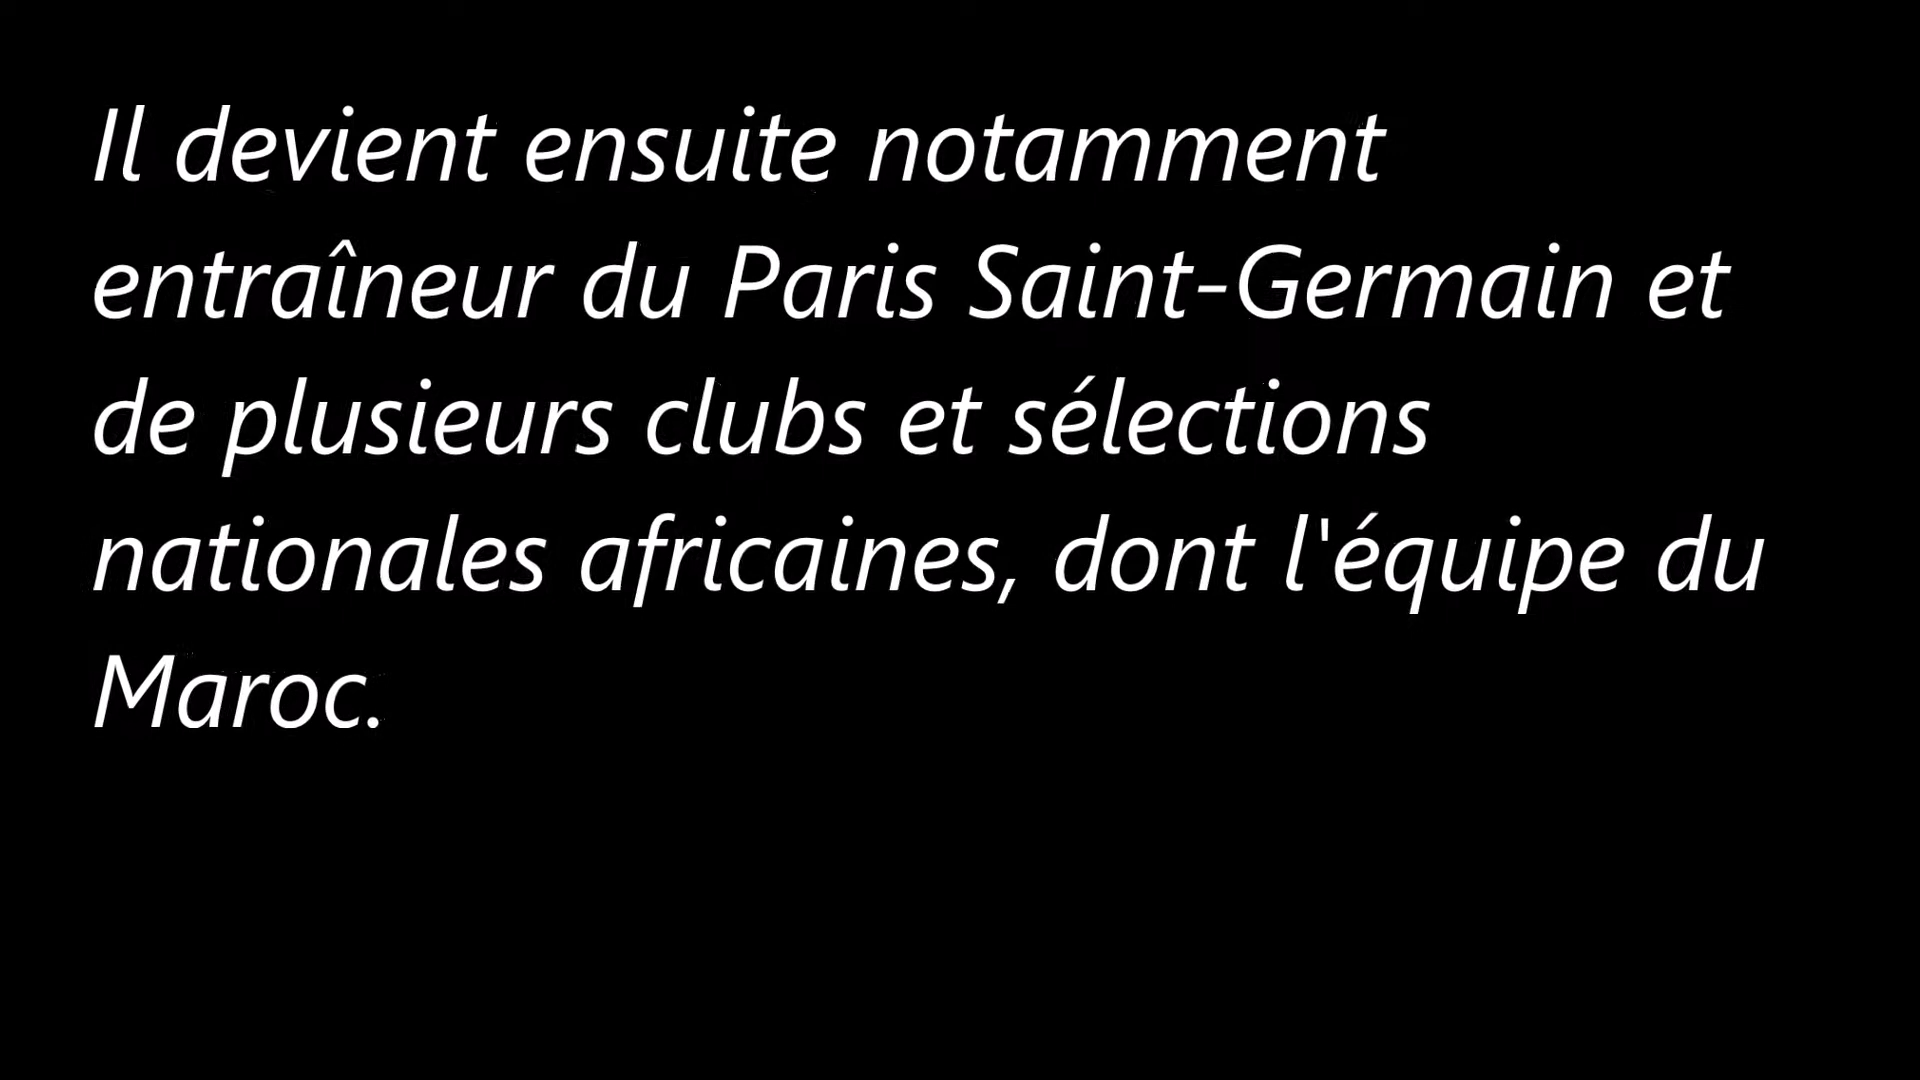 Il devient ensuite notamment
entraîneur du Paris Saint-Germain et
de plusieurs clubs et sélections
nationales africaines, dont l'équipe du
Maroc.